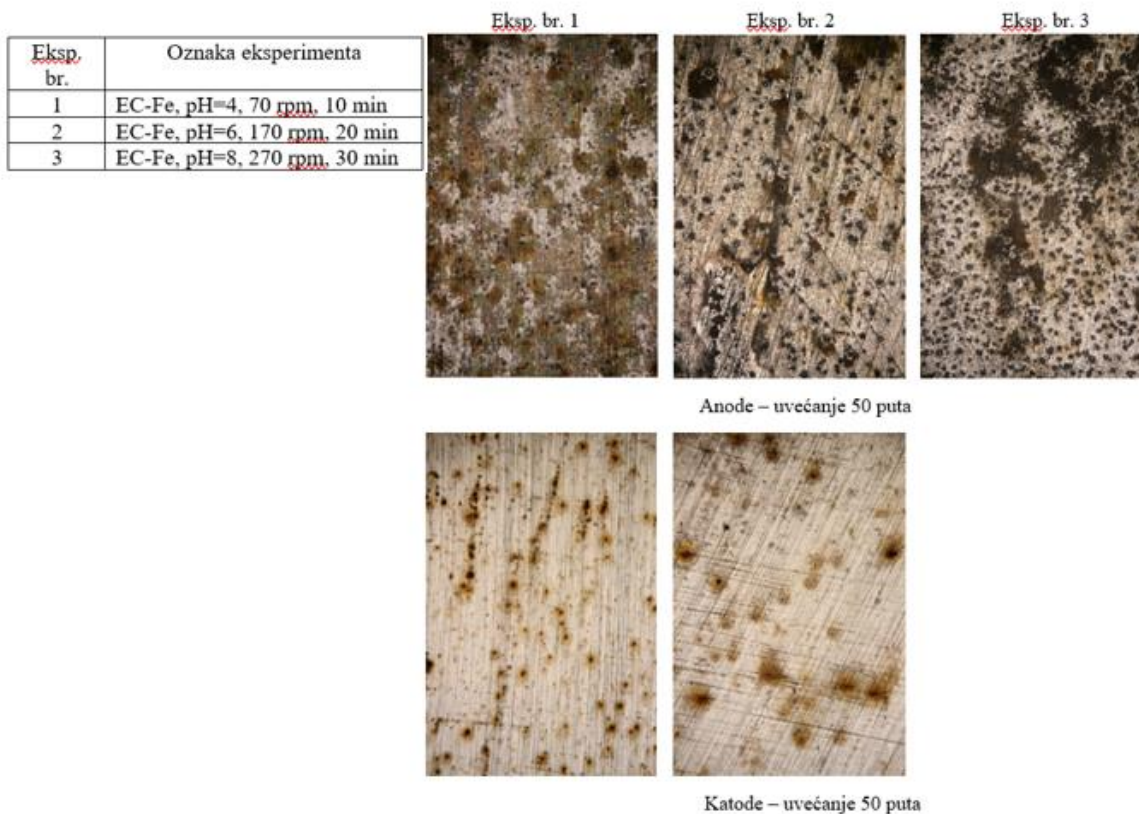 Eksp. br. 1
Eksp. br. 2
Eksp. br. 3
Eksp.
br.
Oznaka eksperimenta
1 EC-Fe, pH=4, 70 rpm, 10 min
2 EC-Fe, pH=6, 170 rpm, 20 min
3 EC-Fe, pH=8, 270 rpm, 30 min
Anode – uvećanje 50 puta
Katode – uvećanje 50 puta